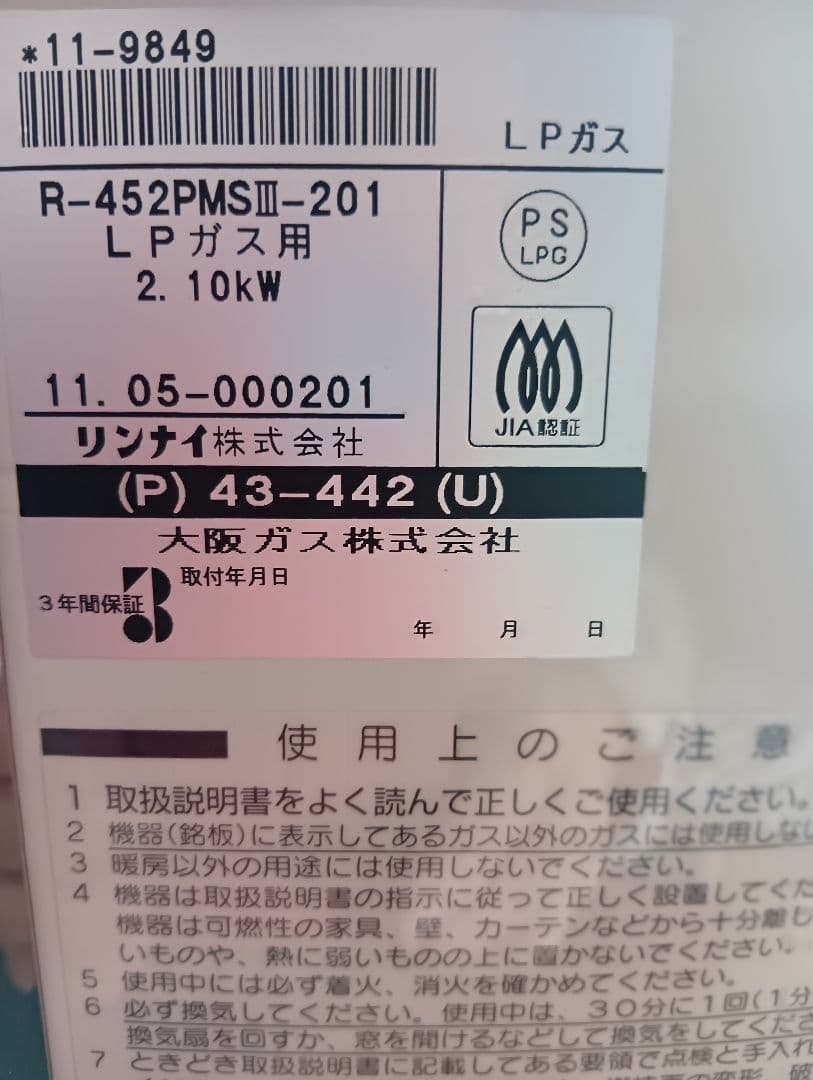 *11-9849
LPガス
R-452PMSⅢ-201
LPガス用
2.10kW
PS
LPG
11.05-000201
JIA認証
リンナイ株式会社
(P) 43-442 (U)
大阪ガス株式会社
取付年月日
3年間保証
年 月 日
使用上のご注意
1 取扱説明書をよく読んで正しくご使用ください。
2 機器(銘板)に表示してあるガス以外のガスには使用しない
3 暖房以外の用途には使用しないでください。
4 機器は取扱説明書の指示に従って正しく設置してくだ
機器は可燃性の家具、壁、カーテンなどから十分離し
いものや、熱に弱いものの上に置かないでください。
5 使用中には必ず着火、消火を確かめてください。
6 必ず換気してください。使用中は、30分に1回(1分
換気扇を回すか、窓を開けるなどして換気をしてくださ
7 ときどき取扱説明書に記載してある要領で点検と手入れ